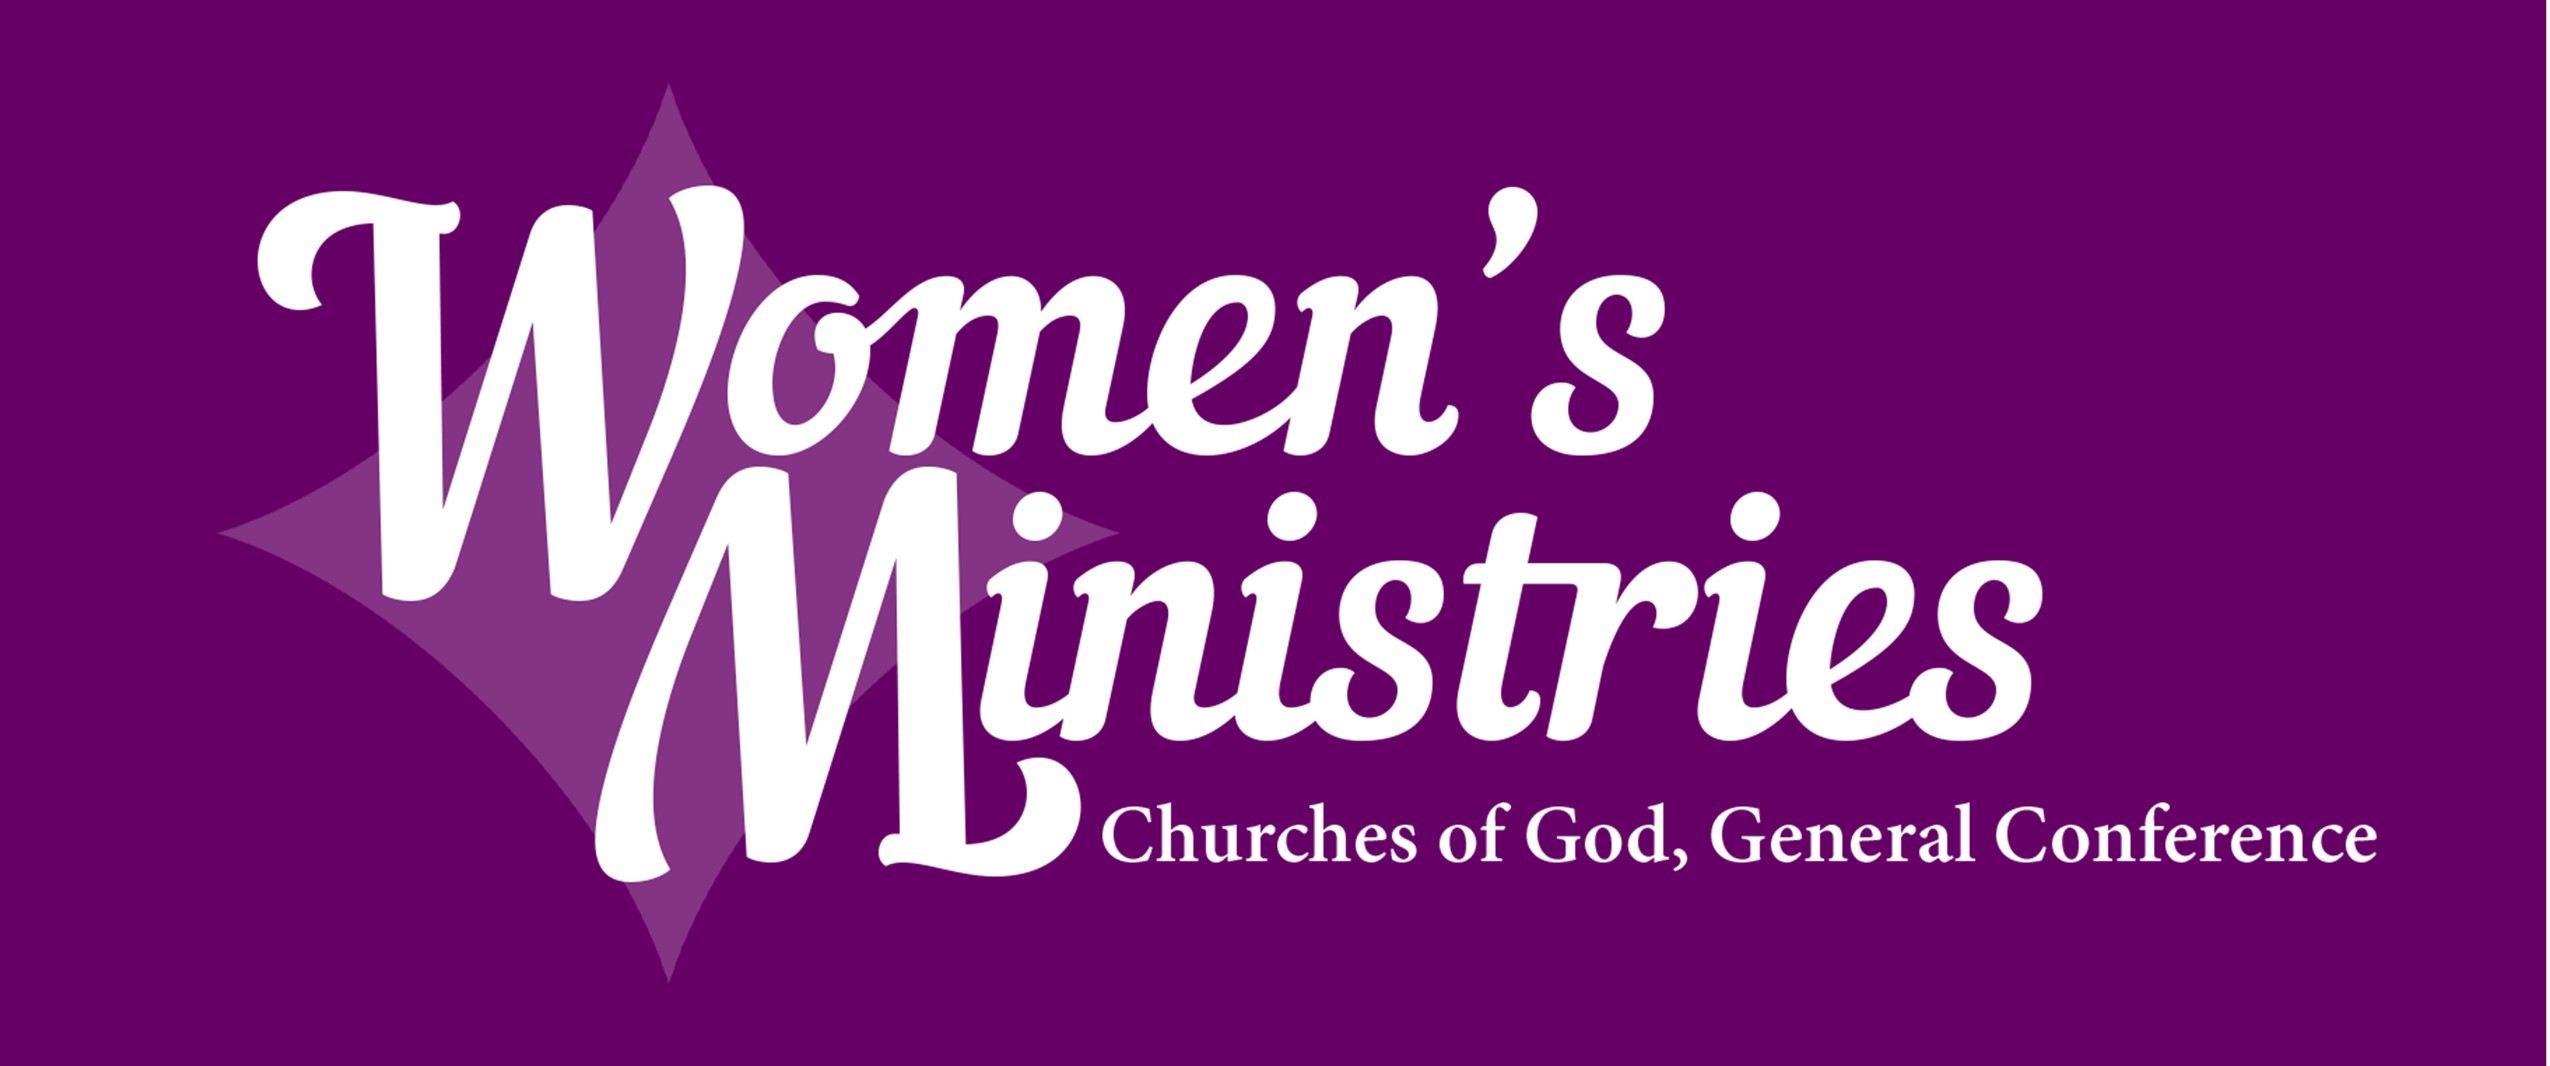 Women’s
Ministries
Churches of God, General Conference